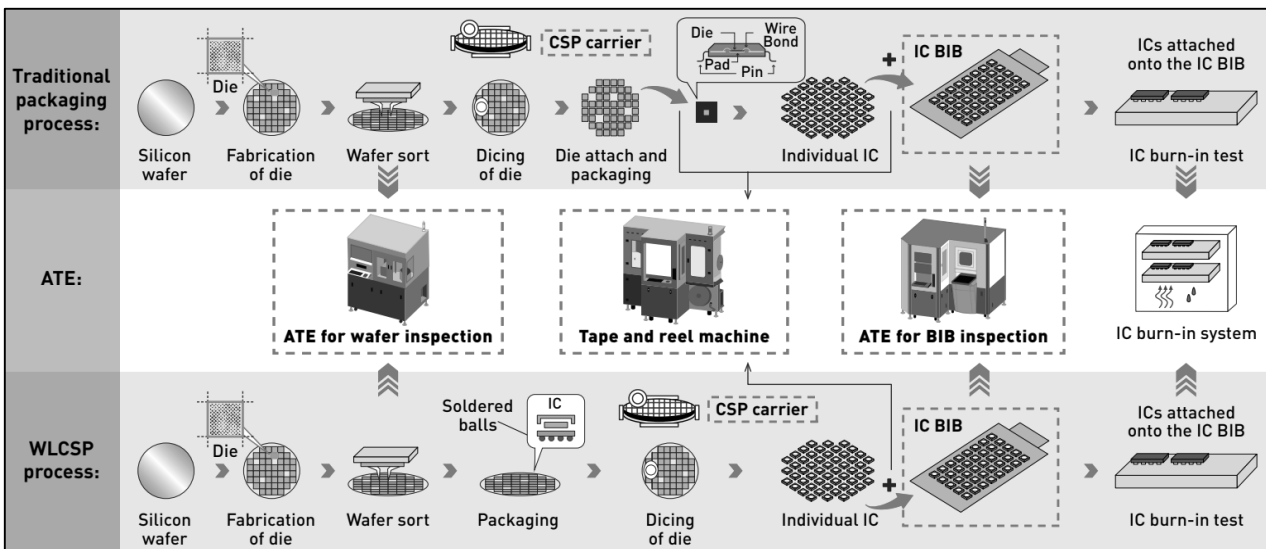 Traditional
packaging
process:
Die
CSP carrier
Die
Wire
Bond
Pad
Pin
IC BIB
ICs attached
onto the IC BIB
Silicon
wafer
Fabrication
of die
Wafer sort
Dicing
of die
Die attach and
packaging
Individual IC
IC burn-in test
ATE:
ATE for wafer inspection
Tape and reel machine
ATE for BIB inspection
IC burn-in system
WLCSP
process:
Die
Soldered
balls
IC
CSP carrier
IC BIB
ICs attached
onto the IC BIB
Silicon
wafer
Fabrication
of die
Wafer sort
Packaging
Dicing
of die
Individual IC
IC burn-in test